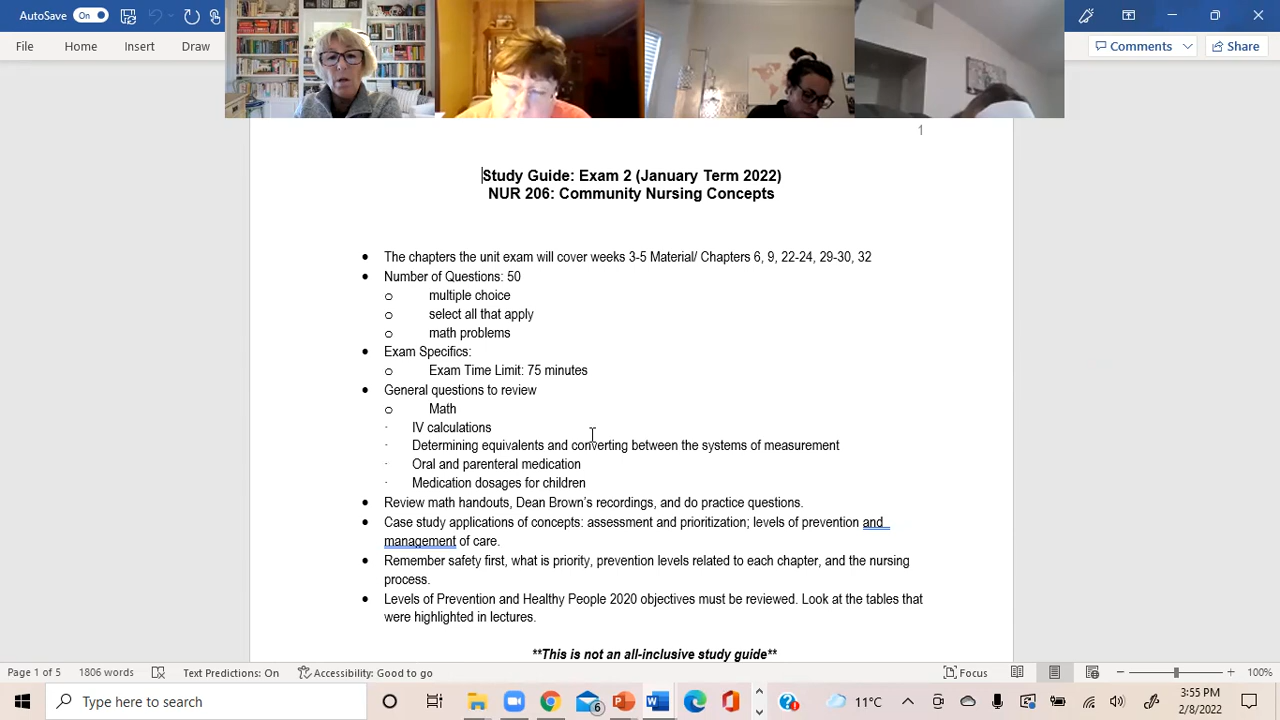 AutoSave Off
File Home Insert Draw
Comments Share
1
Study Guide: Exam 2 (January Term 2022)
NUR 206: Community Nursing Concepts
• The chapters the unit exam will cover weeks 3-5 Material/ Chapters 6, 9, 22-24, 29-30, 32
• Number of Questions: 50
o multiple choice
o select all that apply
o math problems
• Exam Specifics:
o Exam Time Limit: 75 minutes
• General questions to review
o Math
· IV calculations
· Determining equivalents and converting between the systems of measurement
· Oral and parenteral medication
· Medication dosages for children
• Review math handouts, Dean Brown's recordings, and do practice questions.
• Case study applications of concepts: assessment and prioritization; levels of prevention and
management of care.
• Remember safety first, what is priority, prevention levels related to each chapter, and the nursing
process.
• Levels of Prevention and Healthy People 2020 objectives must be reviewed. Look at the tables that
were highlighted in lectures.
**This is not an all-inclusive study guide**
Page 1 of 5 1806 words Text Predictions: On Accessibility: Good to go Focus 100%
Type here to search 6 11°C 3:55 PM
2/8/2022